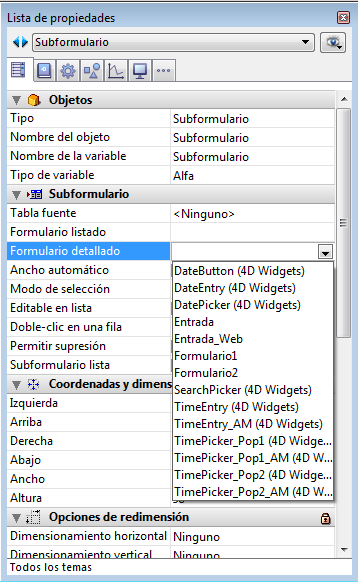 Lista de propiedades
Subformulario
Objetos
Tipo Subformulario
Nombre del objeto Subformulario
Nombre de la variable Subformulario
Tipo de variable Alfa
Subformulario
Tabla fuente <Ninguno>
Formulario listado
Formulario detallado
Ancho automático
Modo de selección
Editable en lista
Doble-clic en una fila
Permitir supresión
Subformulario lista
DateButton (4D Widgets)
DateEntry (4D Widgets)
DatePicker (4D Widgets)
Entrada
Entrada_Web
Formulario1
Formulario2
SearchPicker (4D Widgets)
TimeEntry (4D Widgets)
TimeEntry_AM (4D Widgets)
TimePicker_Pop1 (4D Widge...
TimePicker_Pop1_AM (4D W...
TimePicker_Pop2 (4D Widge...
TimePicker_Pop2_AM (4D W...
Coordenadas y dimens
Izquierda
Arriba
Derecha
Abajo
Ancho
Altura
Opciones de redimensión
Dimensionamiento horizontal Ninguno
Dimensionamiento vertical Ninguno
Todos los temas